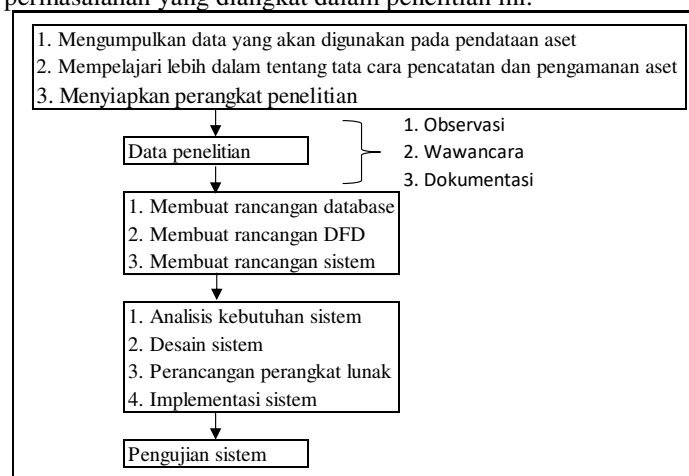 permasalahan yang diangkat dalam penelitian ini.
1. Mengumpulkan data yang akan digunakan pada pendataan aset
2. Mempelajari lebih dalam tentang tata cara pencatatan dan pengamanan aset
3. Menyiapkan perangkat penelitian
Data penelitian
1. Observasi
2. Wawancara
3. Dokumentasi
1. Membuat rancangan database
2. Membuat rancangan DFD
3. Membuat rancangan sistem
1. Analisis kebutuhan sistem
2. Desain sistem
3. Perancangan perangkat lunak
4. Implementasi sistem
Pengujian sistem